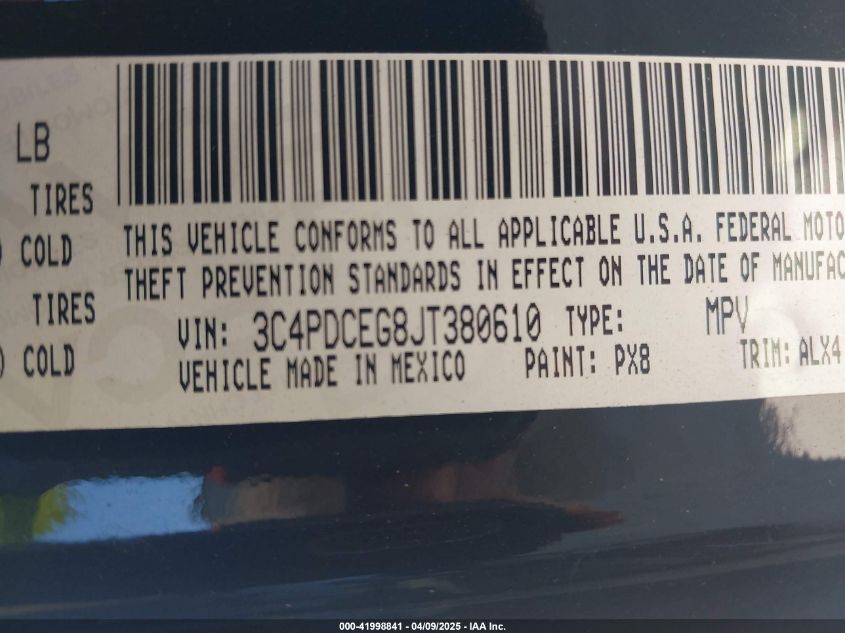 LB
TIRES
COLD
TIRES
COLD
THIS VEHICLE CONFORMS TO ALL APPLICABLE U.S.A. FEDERAL
THEFT PREVENTION STANDARDS IN EFFECT ON THE DATE OF
VIN: 3C4PDCEG8JT380610 TYPE: MPV
VEHICLE MADE IN MEXICO PAINT: PX8 TRIM: ALX4
000-41998841 - 04/09/2025 - IAA Inc.